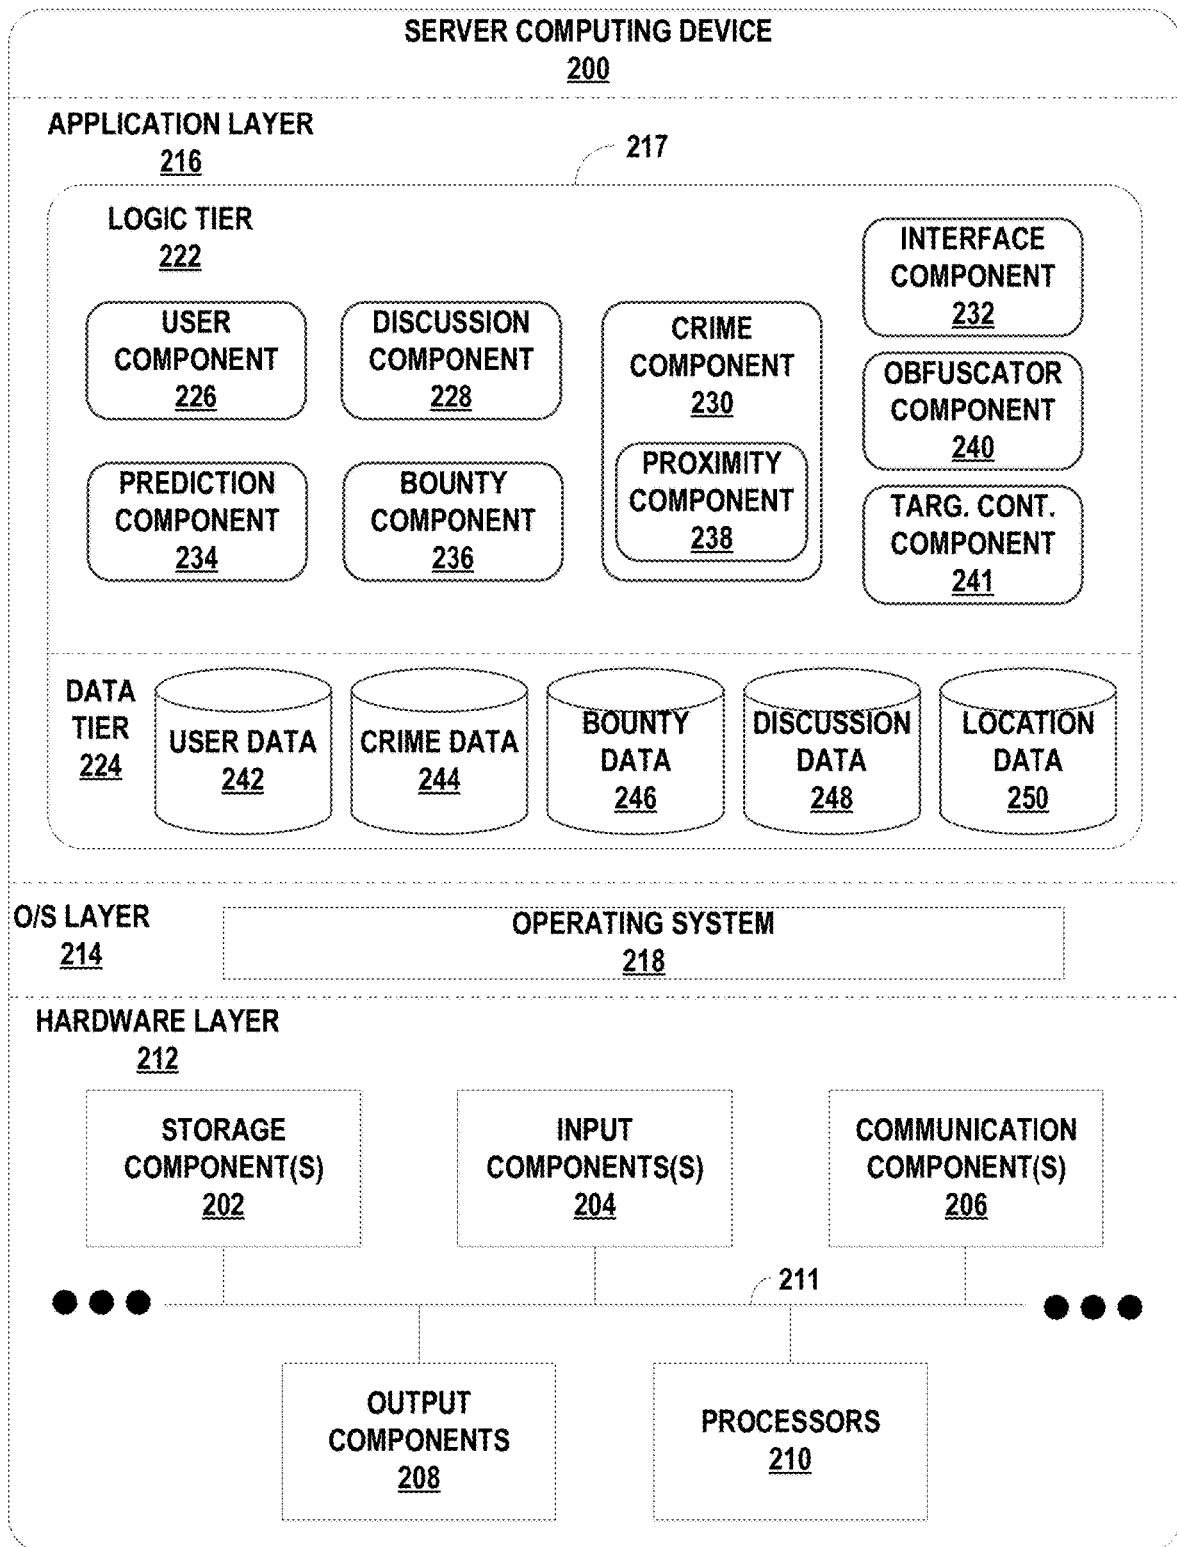 SERVER COMPUTING DEVICE
200
APPLICATION LAYER
216
217
LOGIC TIER
222
USER
COMPONENT
226
DISCUSSION
COMPONENT
228
CRIME
COMPONENT
230
INTERFACE
COMPONENT
232
PREDICTION
COMPONENT
234
BOUNTY
COMPONENT
236
PROXIMITY
COMPONENT
238
OBFUSCATOR
COMPONENT
240
TARG. CONT.
COMPONENT
241
DATA
TIER
224
USER DATA
242
CRIME DATA
244
BOUNTY
DATA
246
DISCUSSION
DATA
248
LOCATION
DATA
250
O/S LAYER
214
OPERATING SYSTEM
218
HARDWARE LAYER
212
STORAGE
COMPONENT(S)
202
INPUT
COMPONENTS(S)
204
COMMUNICATION
COMPONENT(S)
206
211
OUTPUT
COMPONENTS
208
PROCESSORS
210